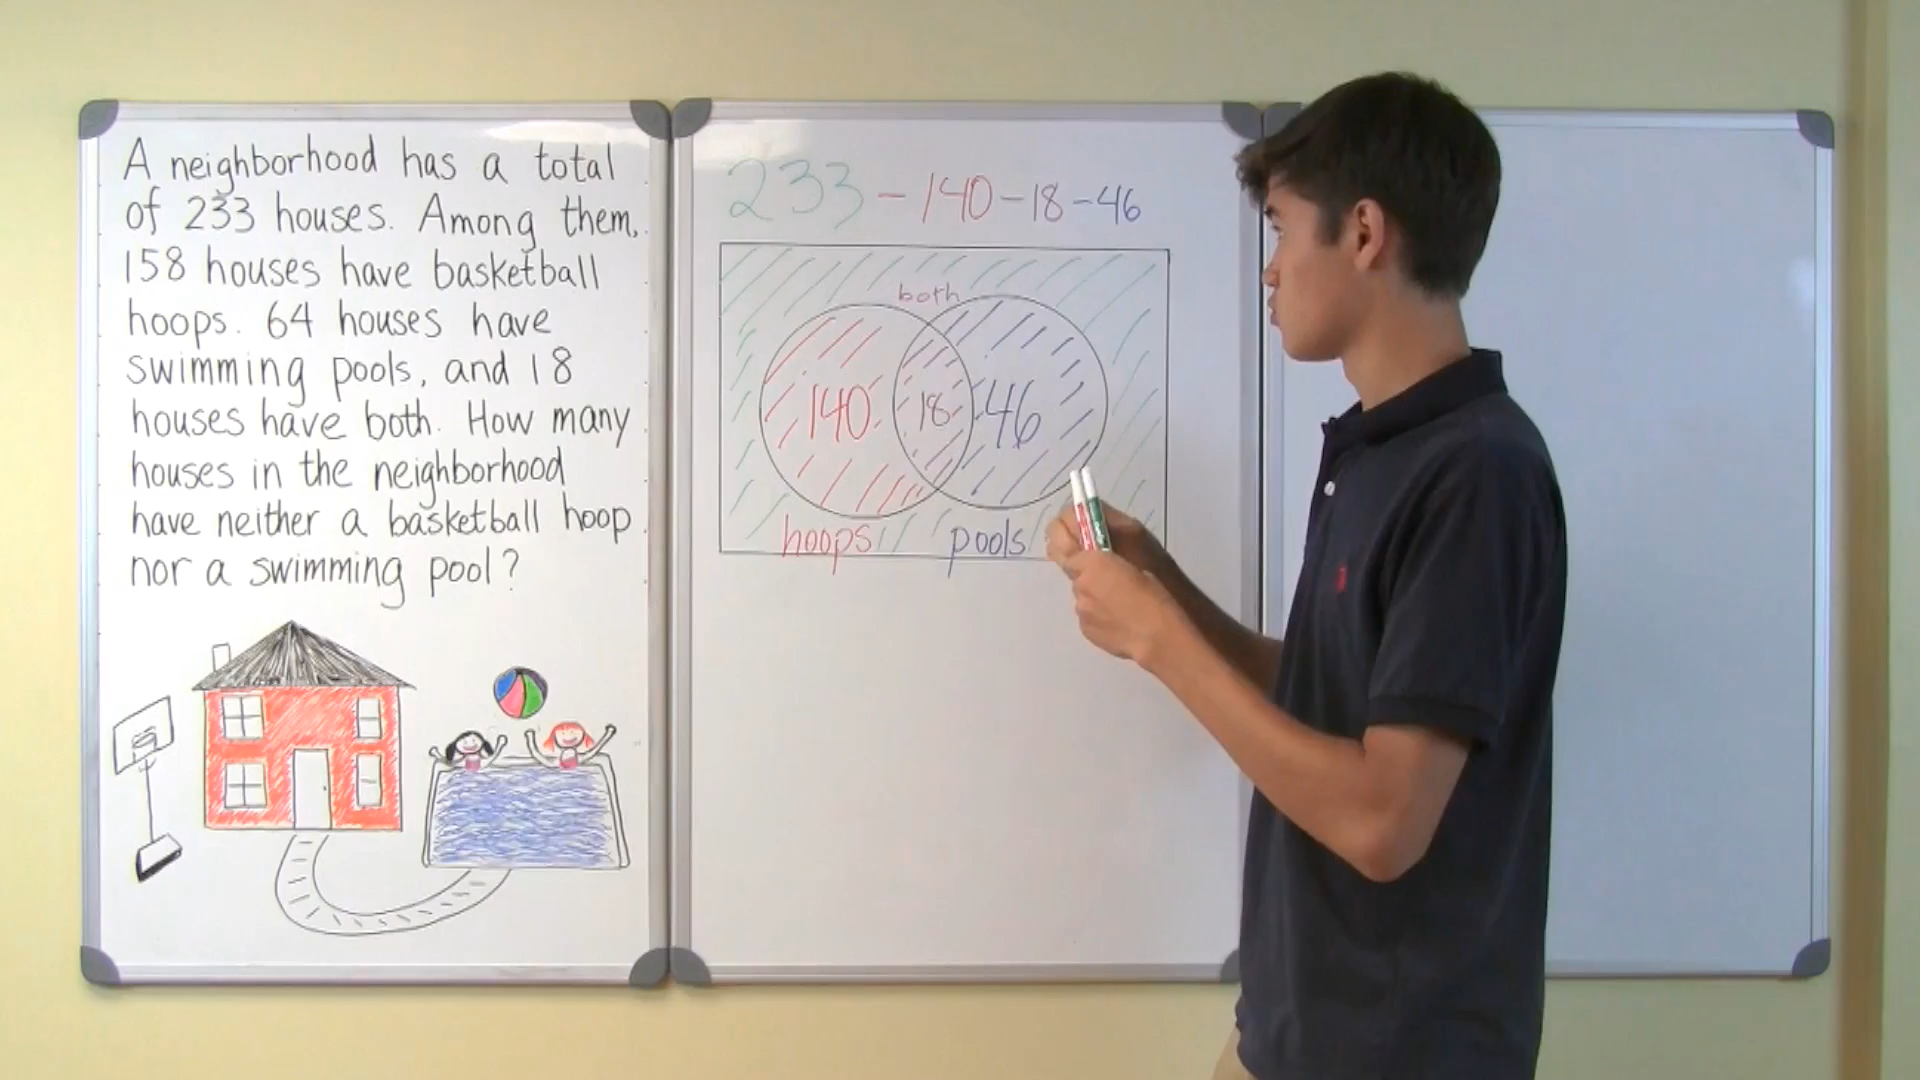 A neighborhood has a total
of 233 houses. Among them,
158 houses have basketball
hoops. 64 houses have
swimming pools, and 18
houses have both. How many
houses in the neighborhood
have neither a basketball hoop
nor a swimming pool?
233 - 140 - 18 - 46
both
140 18 46
hoops pools